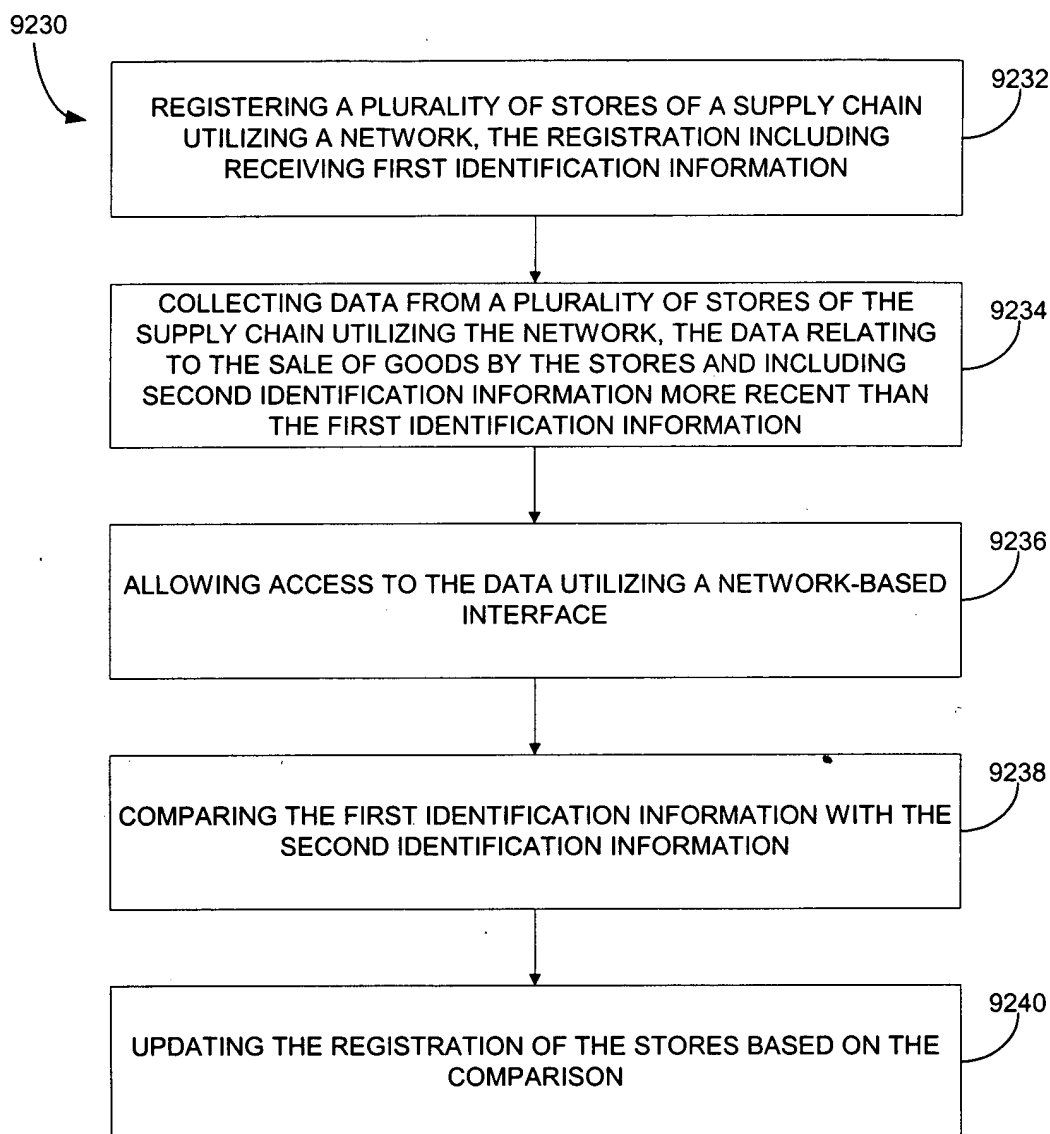 9230
9232
REGISTERING A PLURALITY OF STORES OF A SUPPLY CHAIN
UTILIZING A NETWORK, THE REGISTRATION INCLUDING
RECEIVING FIRST IDENTIFICATION INFORMATION
9234
COLLECTING DATA FROM A PLURALITY OF STORES OF THE
SUPPLY CHAIN UTILIZING THE NETWORK, THE DATA RELATING
TO THE SALE OF GOODS BY THE STORES AND INCLUDING
SECOND IDENTIFICATION INFORMATION MORE RECENT THAN
THE FIRST IDENTIFICATION INFORMATION
9236
ALLOWING ACCESS TO THE DATA UTILIZING A NETWORK-BASED
INTERFACE
9238
COMPARING THE FIRST IDENTIFICATION INFORMATION WITH THE
SECOND IDENTIFICATION INFORMATION
9240
UPDATING THE REGISTRATION OF THE STORES BASED ON THE
COMPARISON